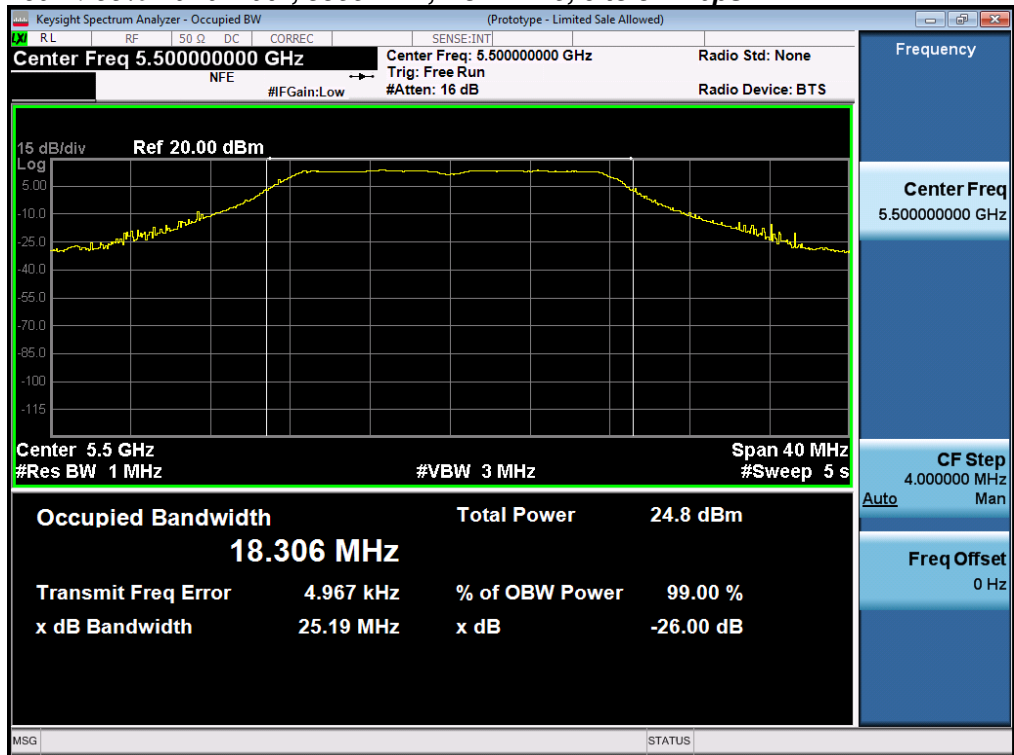 Keysight Spectrum Analyzer - Occupied BW (Prototype - Limited Sale Allowed)
LXI RL RF 50 Ω DC CORREC SENSE:INT
Center Freq 5.500000000 GHz
NFE
#IFGain:Low
Center Freq: 5.500000000 GHz
Trig: Free Run
#Atten: 16 dB
Radio Std: None
Radio Device: BTS
15 dB/div Ref 20.00 dBm
Log
5.00
-10.0
-25.0
-40.0
-55.0
-70.0
-85.0
-100
-115
Center 5.5 GHz Span 40 MHz
#Res BW 1 MHz #VBW 3 MHz #Sweep 5 s
Occupied Bandwidth Total Power 24.8 dBm
18.306 MHz
Transmit Freq Error 4.967 kHz % of OBW Power 99.00 %
x dB Bandwidth 25.19 MHz x dB -26.00 dB
Frequency
Center Freq
5.500000000 GHz
CF Step
4.000000 MHz
Auto Man
Freq Offset
0 Hz
MSG STATUS